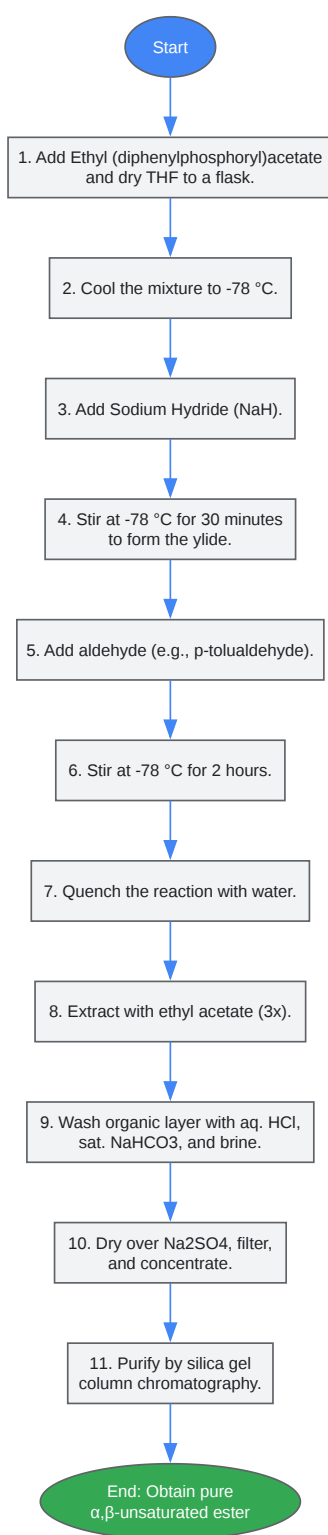 Start
1. Add Ethyl (diphenylphosphoryl)acetate
and dry THF to a flask.
2. Cool the mixture to -78 °C.
3. Add Sodium Hydride (NaH).
4. Stir at -78 °C for 30 minutes
to form the ylide.
5. Add aldehyde (e.g., p-tolualdehyde).
6. Stir at -78 °C for 2 hours.
7. Quench the reaction with water.
8. Extract with ethyl acetate (3x).
9. Wash organic layer with aq. HCl,
sat. NaHCO3, and brine.
10. Dry over Na2SO4, filter,
and concentrate.
11. Purify by silica gel
column chromatography.
End: Obtain pure
α,β-unsaturated ester